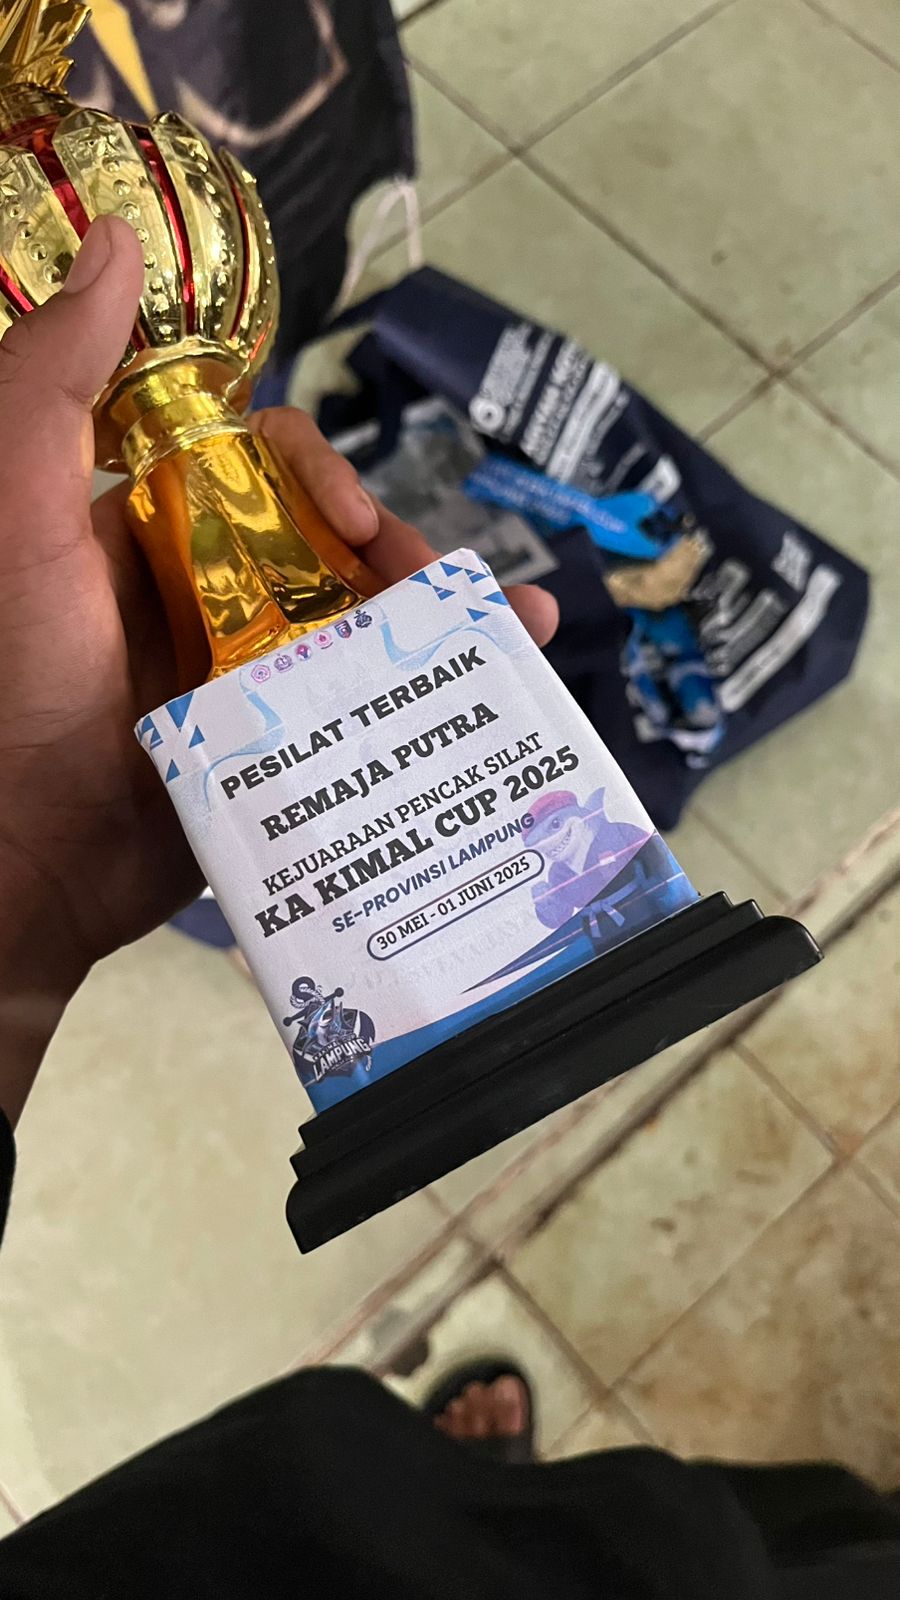 PESILAT TERBAIK
REMAJA PUTRA
KEJUARAAN PENCAK SILAT
KA KIMAL CUP 2025
SE-PROVINSI LAMPUNG
30 MEI - 01 JUNI 2025
LAMPUNG